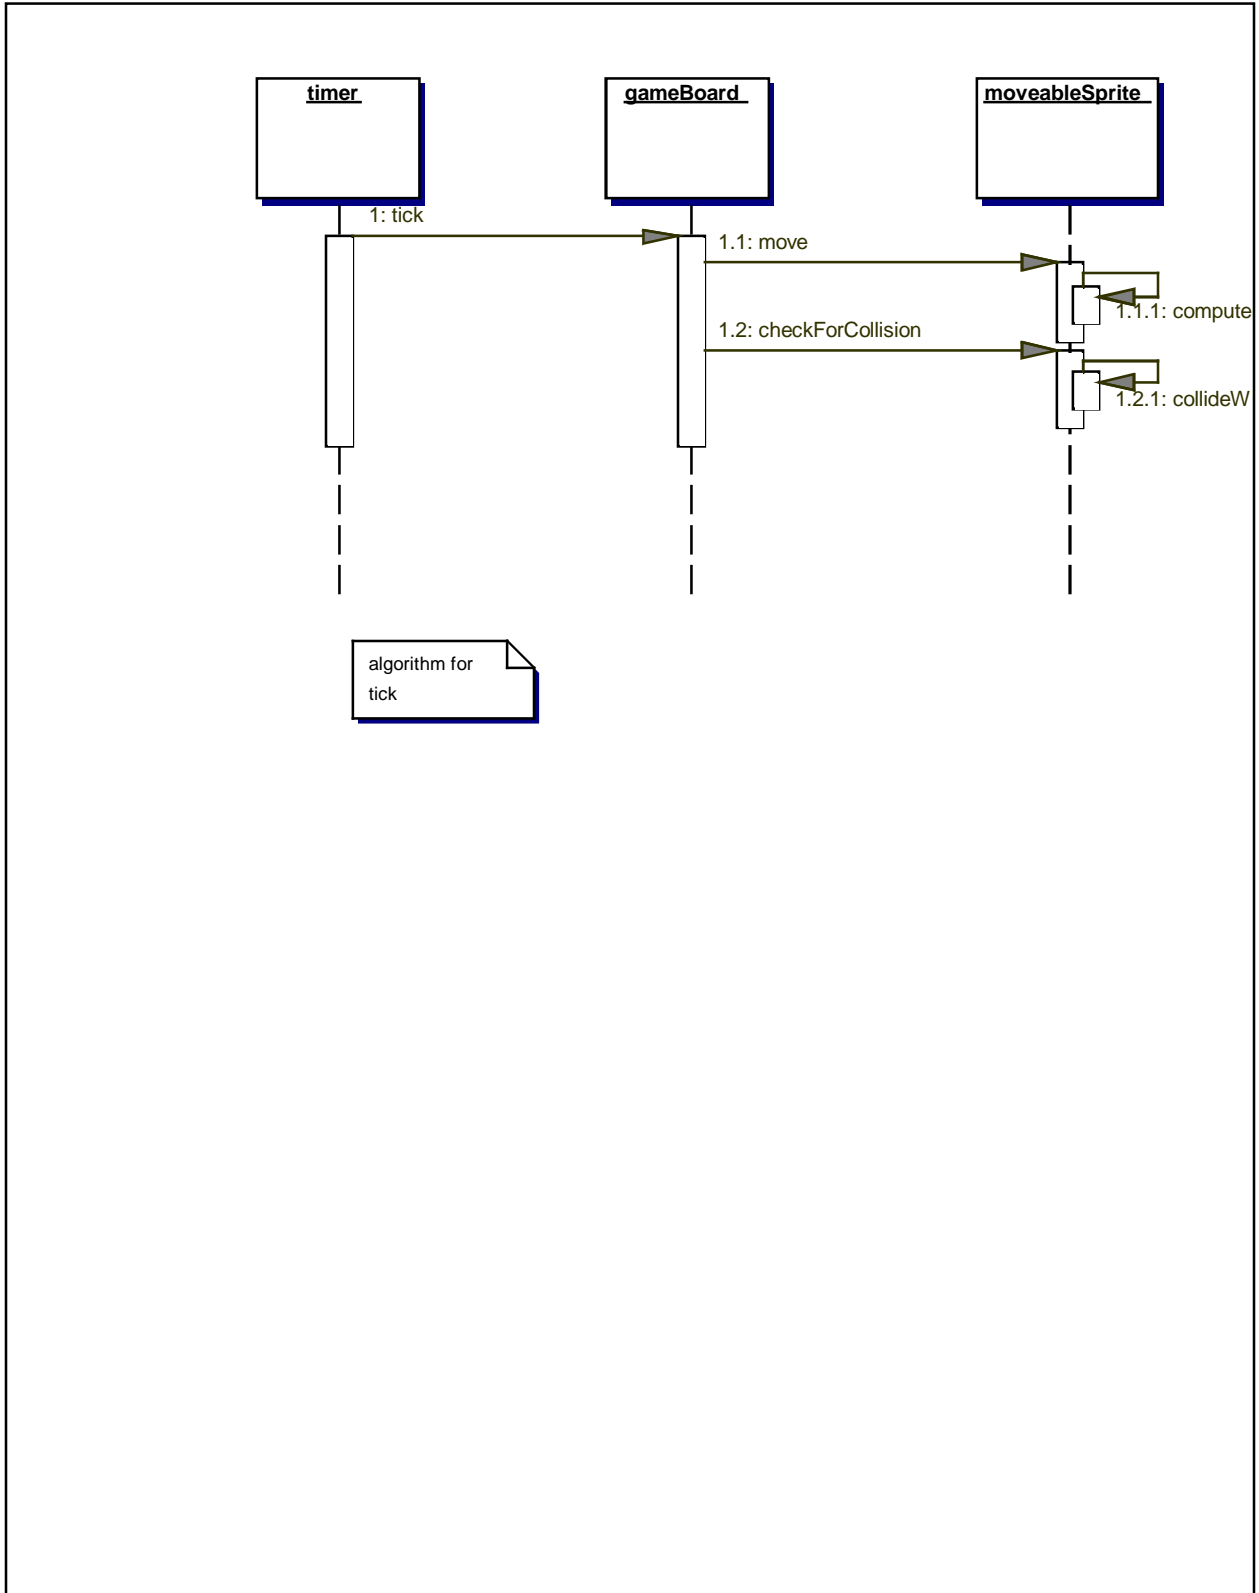 timer
gameBoard
moveableSprite
1: tick
1.1: move
1.1.1: compute
1.2: checkForCollision
1.2.1: collideW
algorithm for
tick